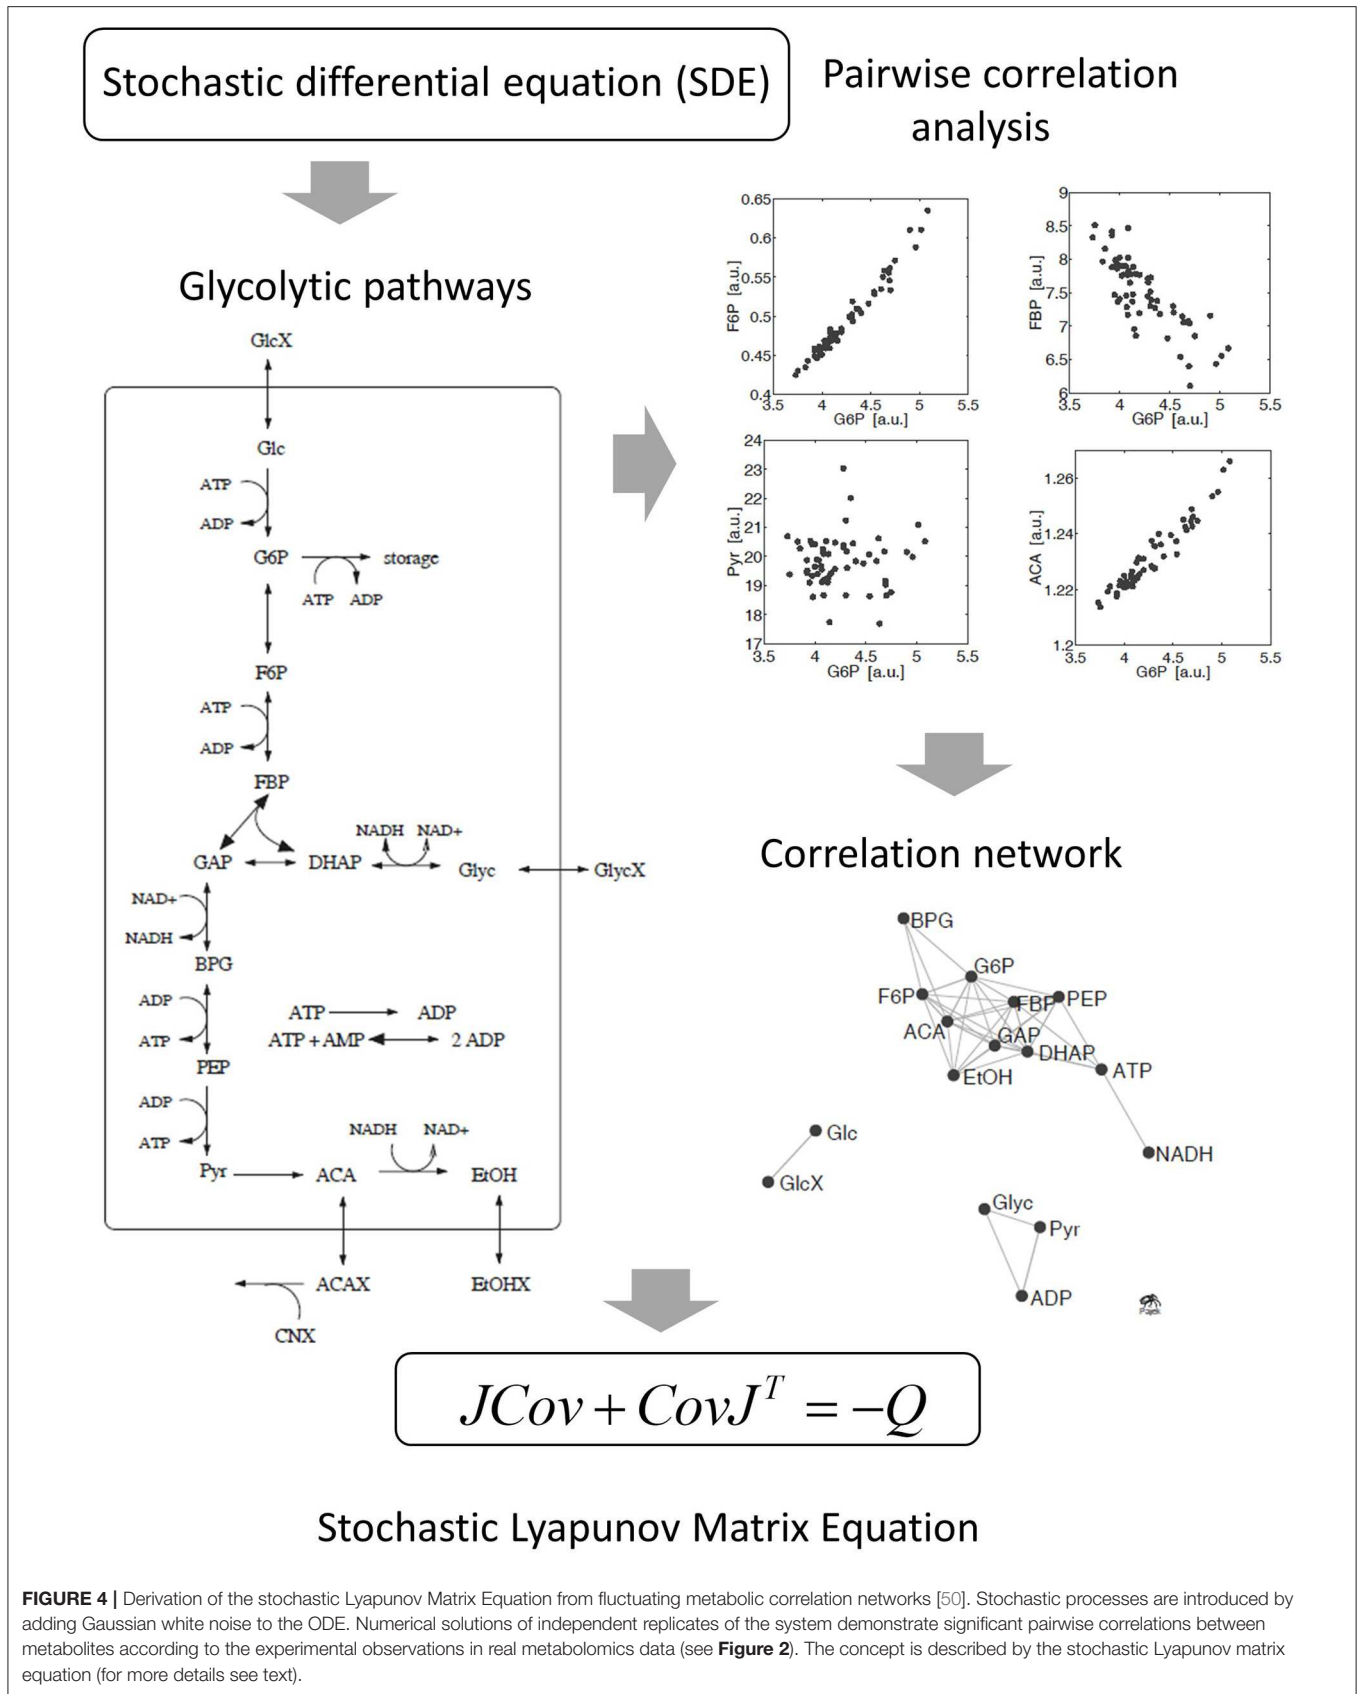 Stochastic differential equation (SDE)
Pairwise correlation
analysis
Glycolytic pathways
GlcX
Glc
ATP
ADP
G6P
storage
ATP ADP
F6P
ATP
ADP
FBP
NADH NAD+
GAP
DHAP
Glyc
GlycX
NAD+
NADH
BPG
ADP
ATP
ATP ADP
ATP + AMP 2 ADP
PEP
ADP
ATP
NADH NAD+
Pyr
ACA
EtOH
ACAX
EtOHX
CNX
0.65
0.6
0.55
0.5
0.45
0.4
F6P [a.u.]
3.5 4 4.5 5 5.5
G6P [a.u.]
9
8.5
8
7.5
7
6.5
6
FBP [a.u.]
3.5 4 4.5 5 5.5
G6P [a.u.]
24
23
22
21
20
19
18
17
Pyr [a.u.]
3.5 4 4.5 5 5.5
G6P [a.u.]
1.26
1.24
1.22
1.2
ACA [a.u.]
3.5 4 4.5 5 5.5
G6P [a.u.]
Correlation network
BPG
G6P
F6P
FBP
PEP
ACA
GAP
DHAP
EtOH
ATP
Glc
NADH
GlcX
Glyc
Pyr
ADP
Pajek
JCov + CovJ^T = −Q
Stochastic Lyapunov Matrix Equation
FIGURE 4 | Derivation of the stochastic Lyapunov Matrix Equation from fluctuating metabolic correlation networks [50]. Stochastic processes are introduced by
adding Gaussian white noise to the ODE. Numerical solutions of independent replicates of the system demonstrate significant pairwise correlations between
metabolites according to the experimental observations in real metabolomics data (see Figure 2). The concept is described by the stochastic Lyapunov matrix
equation (for more details see text).